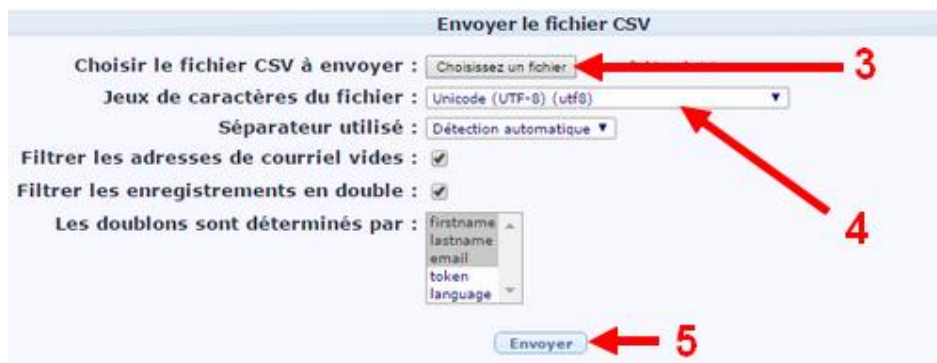 Envoyer le fichier CSV
Choisir le fichier CSV à envoyer : Choisissez un fichier 3
Jeux de caractères du fichier : Unicode (UTF-8) (utf8)
Séparateur utilisé : Détection automatique
Filtrer les adresses de courriel vides :
Filtrer les enregistrements en double :
4
Les doublons sont déterminés par : firstname
lastname
email
token
language
Envoyer 5